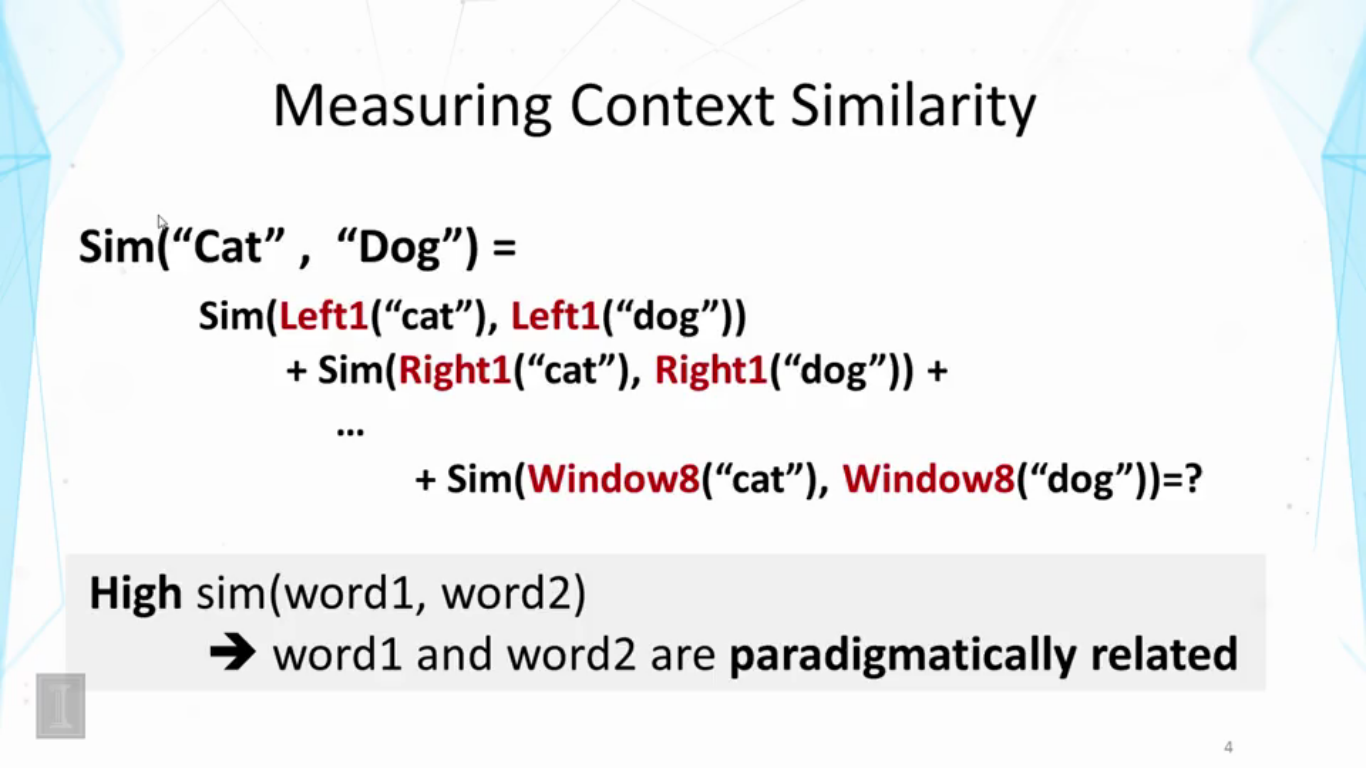 Measuring Context Similarity
Sim(“Cat” , “Dog”) =
Sim(Left1(“cat”), Left1(“dog”))
+ Sim(Right1(“cat”), Right1(“dog”)) +
...
+ Sim(Window8(“cat”), Window8(“dog”))=?
High sim(word1, word2)
➔ word1 and word2 are paradigmatically related
I
4